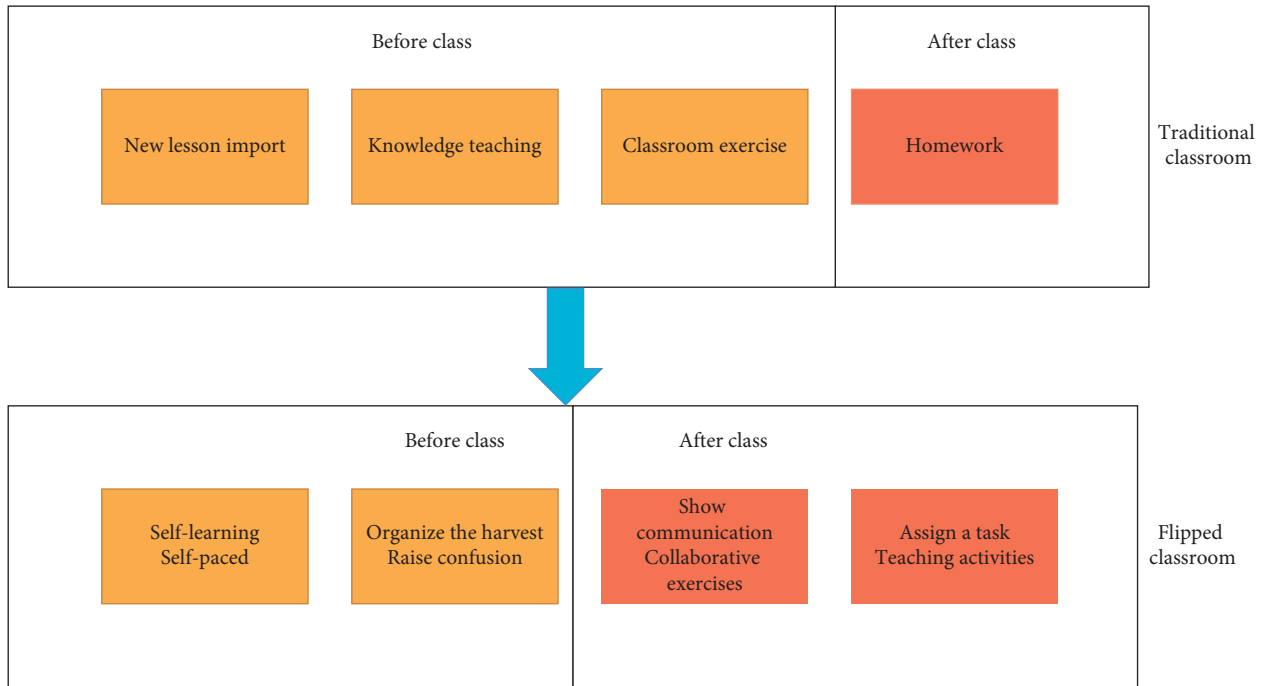 Before class
After class
New lesson import
Knowledge teaching
Classroom exercise
Homework
Traditional
classroom
Before class
After class
Self-learning
Self-paced
Organize the harvest
Raise confusion
Show
communication
Collaborative
exercises
Assign a task
Teaching activities
Flipped
classroom